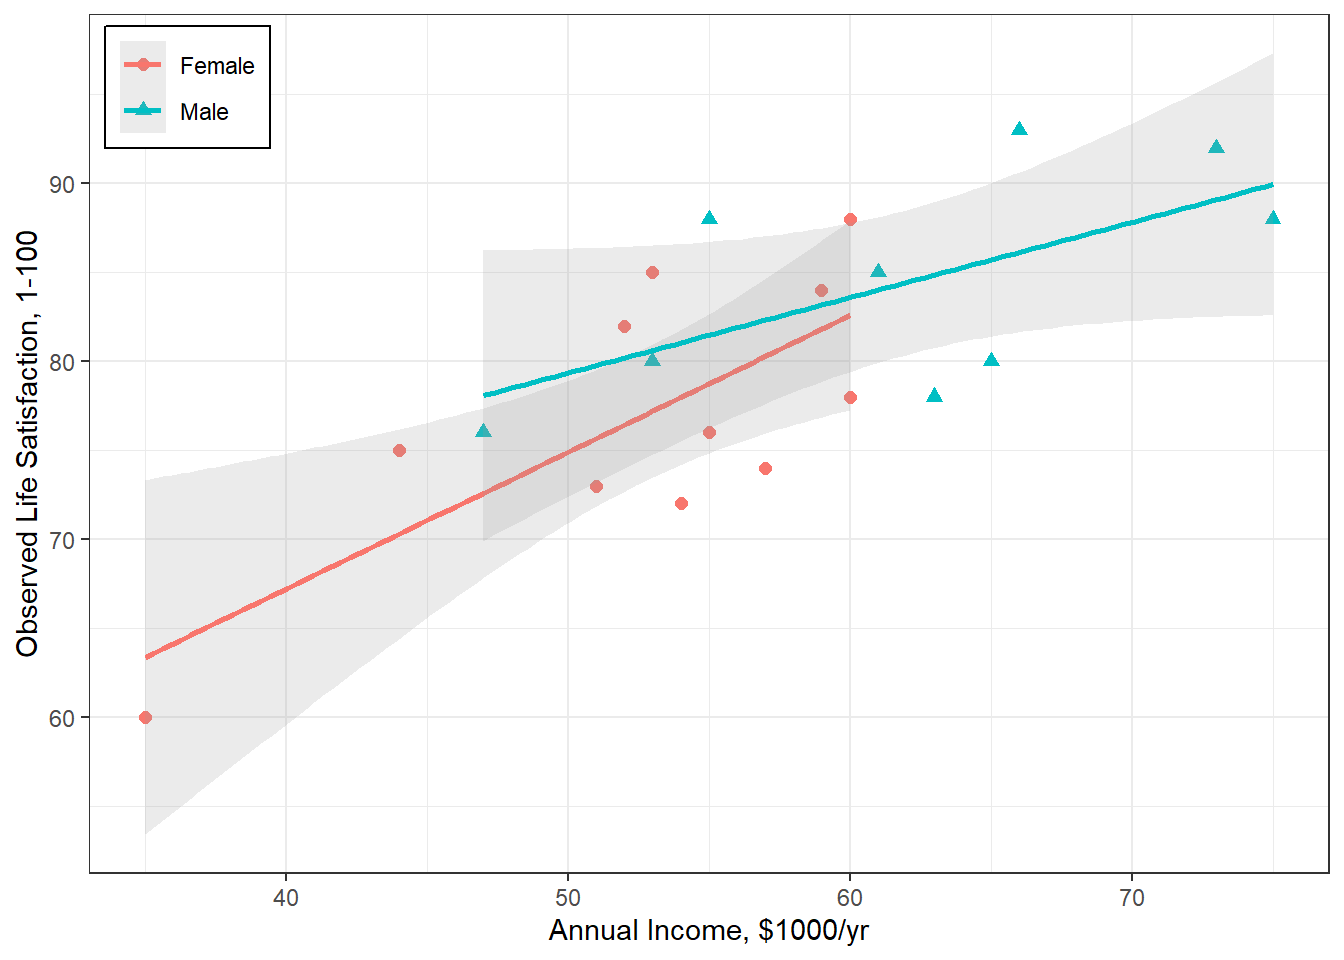 Female
Male
Observed Life Satisfaction, 1-100
90
80
70
60
40 50 60 70
Annual Income, $1000/yr